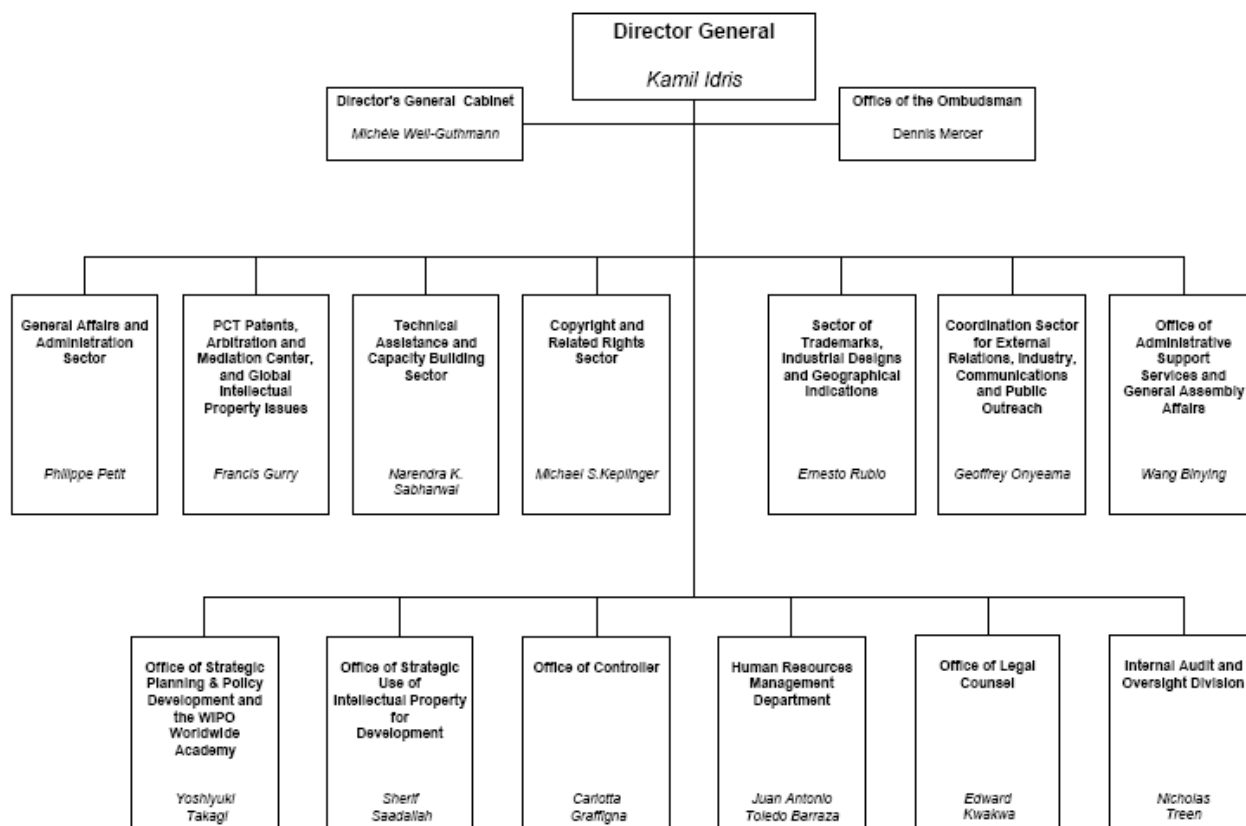 Director General
Kamil Idris
Director's General Cabinet
Michèle Weil-Guthmann
Office of the Ombudsman
Dennis Mercer
General Affairs and
Administration
Sector
Philippe Petit
PCT Patents,
Arbitration and
Mediation Center,
and Global
Intellectual
Property Issues
Francis Gurry
Technical
Assistance and
Capacity Building
Sector
Narendra K.
Sabharwal
Copyright and
Related Rights
Sector
Michael S.Keplinger
Sector of
Trademarks,
Industrial Designs
and Geographical
Indications
Ernesto Rubio
Coordination Sector
for External
Relations, Industry,
Communications
and Public
Outreach
Geoffrey Onyeama
Office of
Administrative
Support
Services and
General Assembly
Affairs
Wang Binying
Office of Strategic
Planning & Policy
Development and
the WIPO
Worldwide
Academy
Yoshiyuki
Takagi
Office of Strategic
Use of
Intellectual Property
for
Development
Sherif
Saadallah
Office of Controller
Carlotta
Graffigna
Human Resources
Management
Department
Juan Antonio
Toledo Barraza
Office of Legal
Counsel
Edward
Kwakwa
Internal Audit and
Oversight Division
Nicholas
Treen